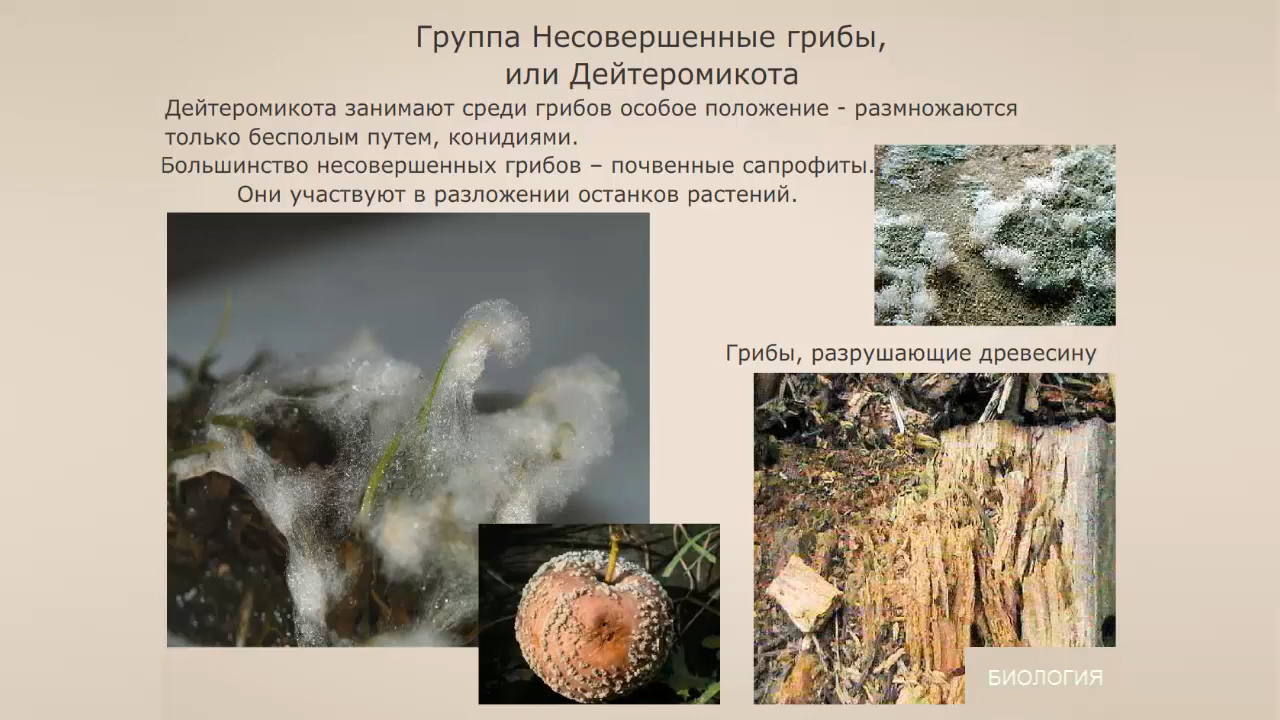 Группа Несовершенные грибы,
или Дейтеромикота
Дейтеромикота занимают среди грибов особое положение - размножаются
только бесполым путем, конидиями.
Большинство несовершенных грибов – почвенные сапрофиты.
Они участвуют в разложении останков растений.
Грибы, разрушающие древесину
БИОЛОГИЯ